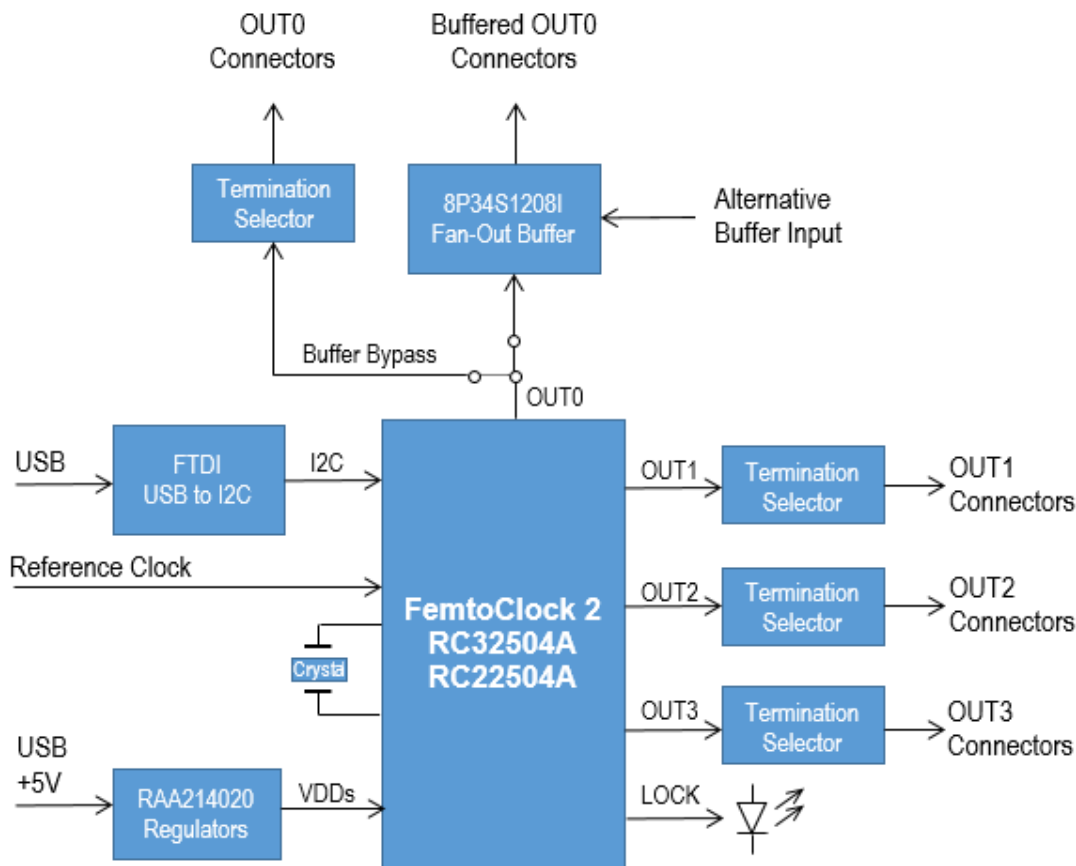 OUT0
Connectors
Buffered OUT0
Connectors
Termination
Selector
8P34S1208I
Fan-Out Buffer
Alternative
Buffer Input
Buffer Bypass
OUT0
USB
FTDI
USB to I2C
I2C
OUT1
Termination
Selector
OUT1
Connectors
Reference Clock
FemtoClock 2
RC32504A
RC22504A
OUT2
Termination
Selector
OUT2
Connectors
Crystal
OUT3
Termination
Selector
OUT3
Connectors
USB
+5V
RAA214020
Regulators
VDDs
LOCK